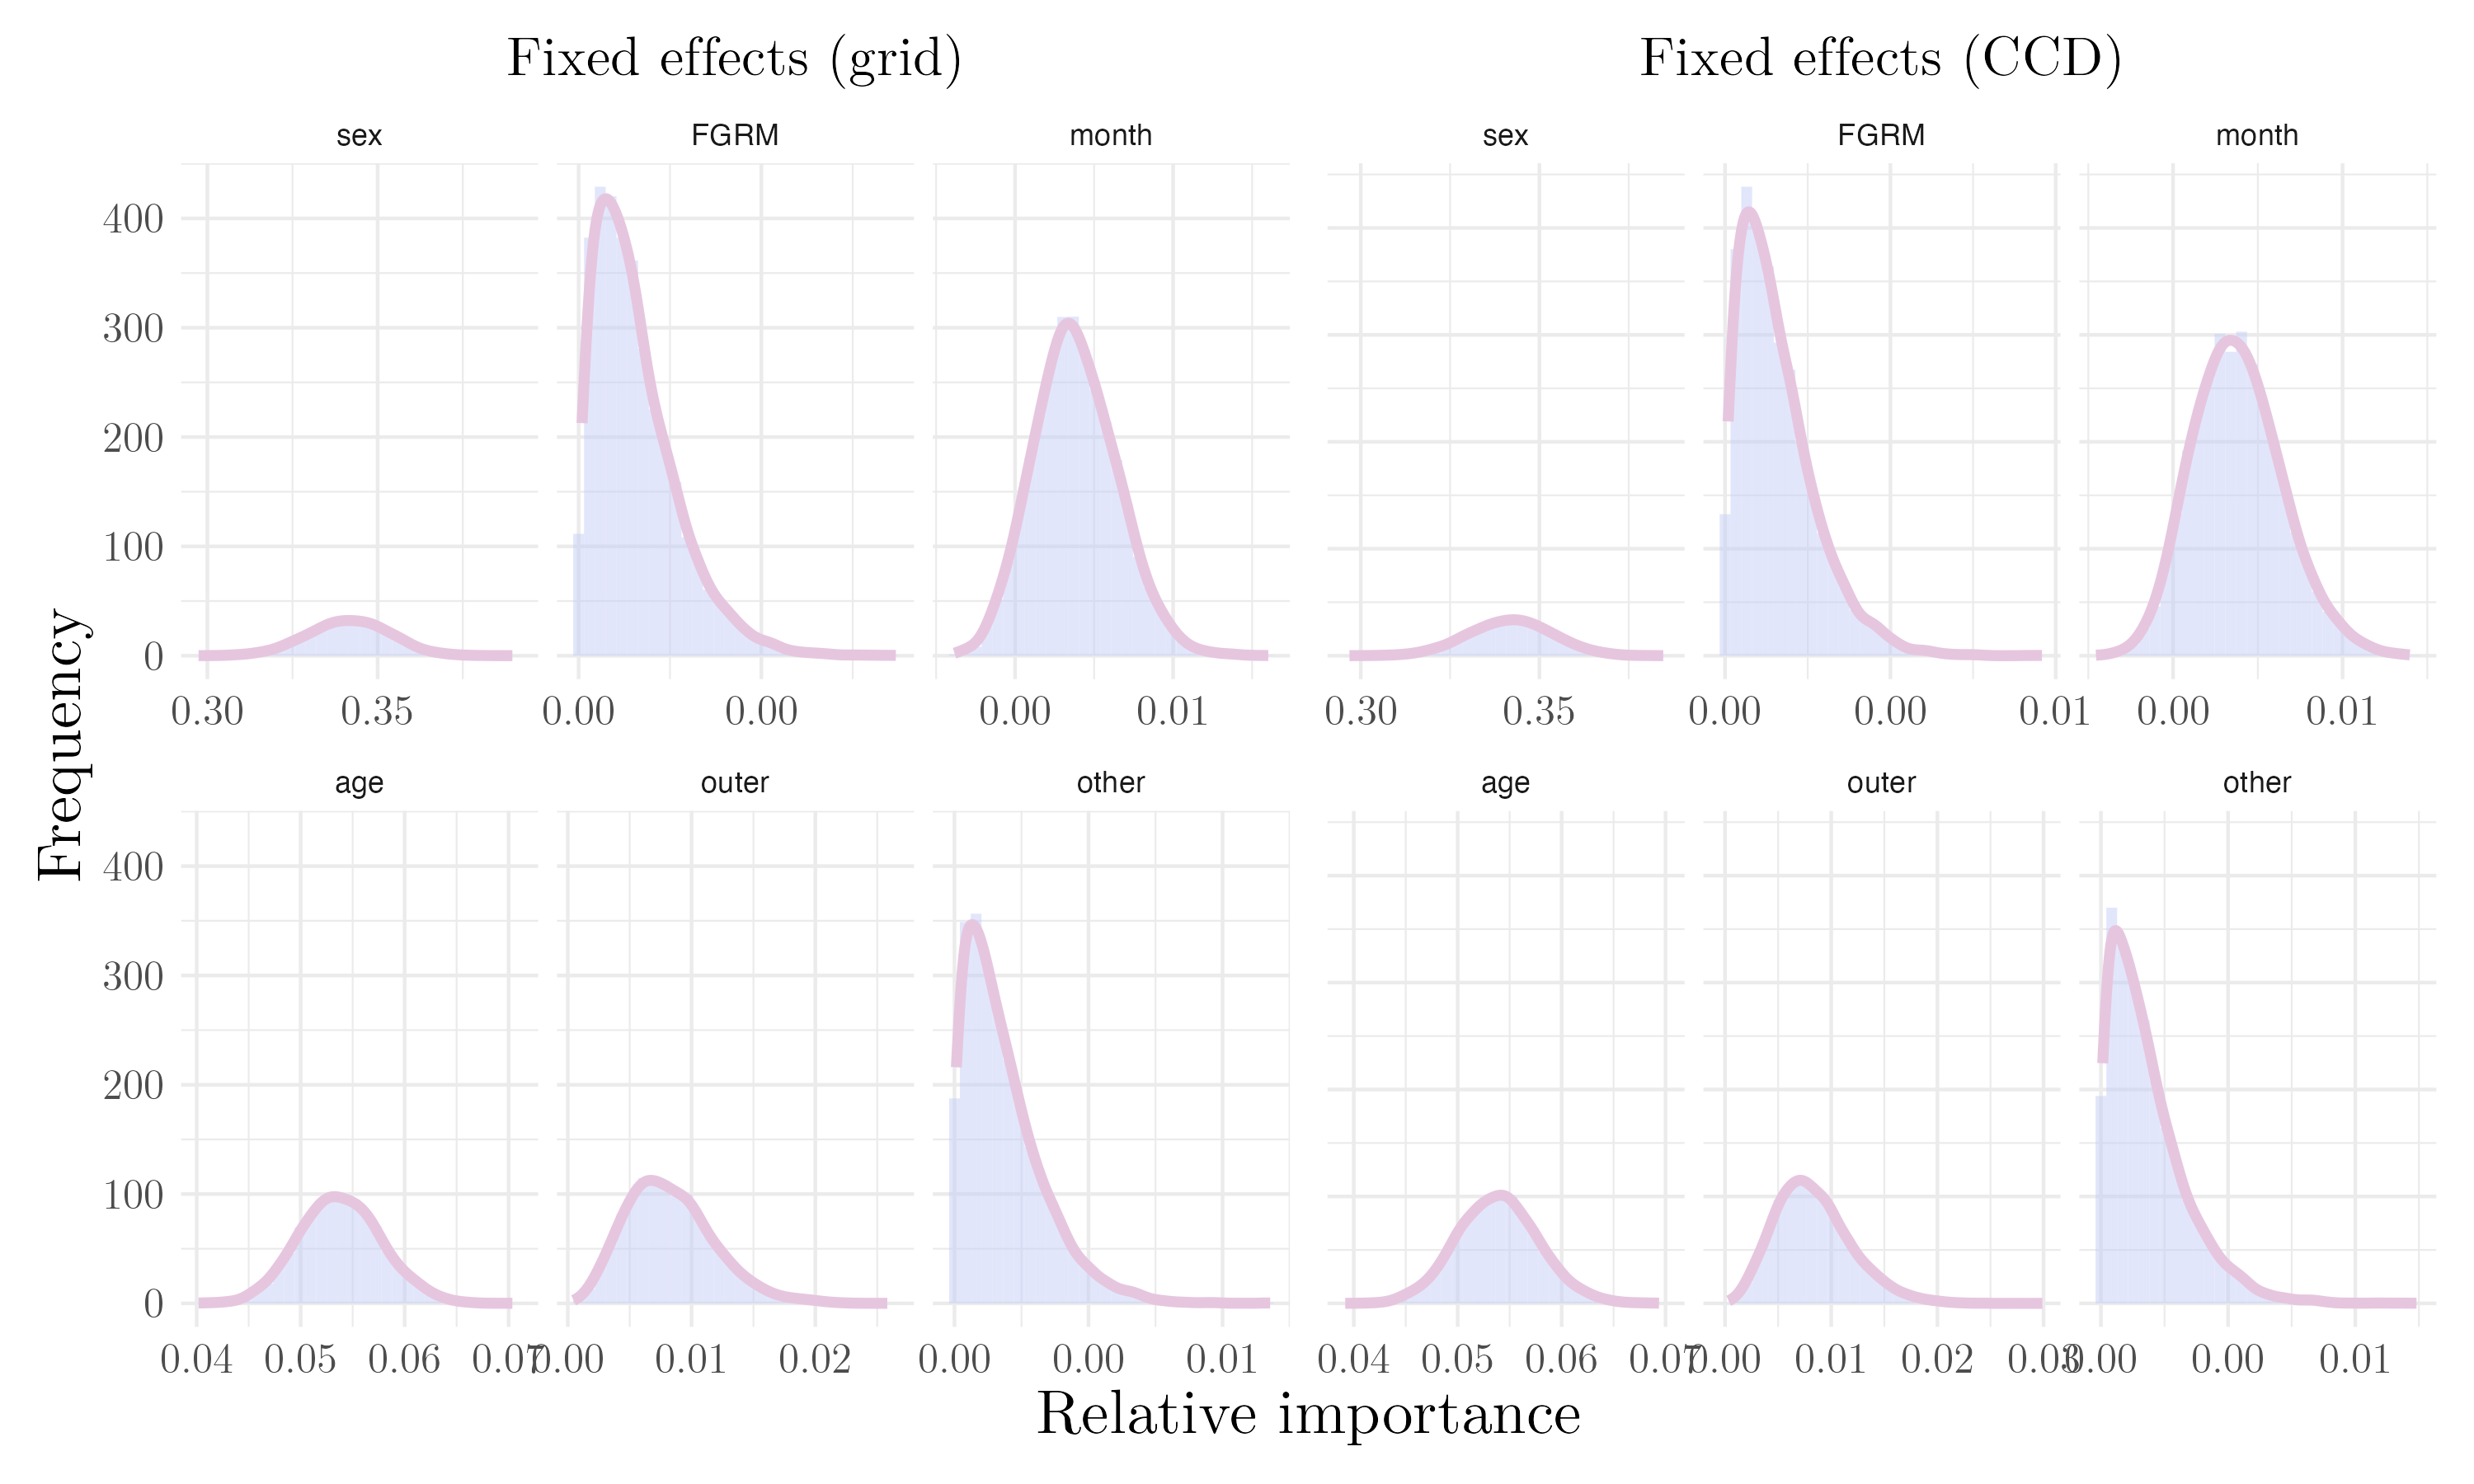 Fixed effects (grid) Fixed effects (CCD)
sex FGRM month sex FGRM month
400
300
200
100
0
0.30 0.35 0.00 0.00 0.00 0.01 0.30 0.35 0.00 0.00 0.01 0.00 0.01
Frequency
age outer other age outer other
400
300
200
100
0
0.04 0.05 0.06 0.07 0.00 0.01 0.02 0.00 0.00 0.01 0.04 0.05 0.06 0.07 0.00 0.01 0.02 0.03 0.00 0.00 0.01
Relative importance